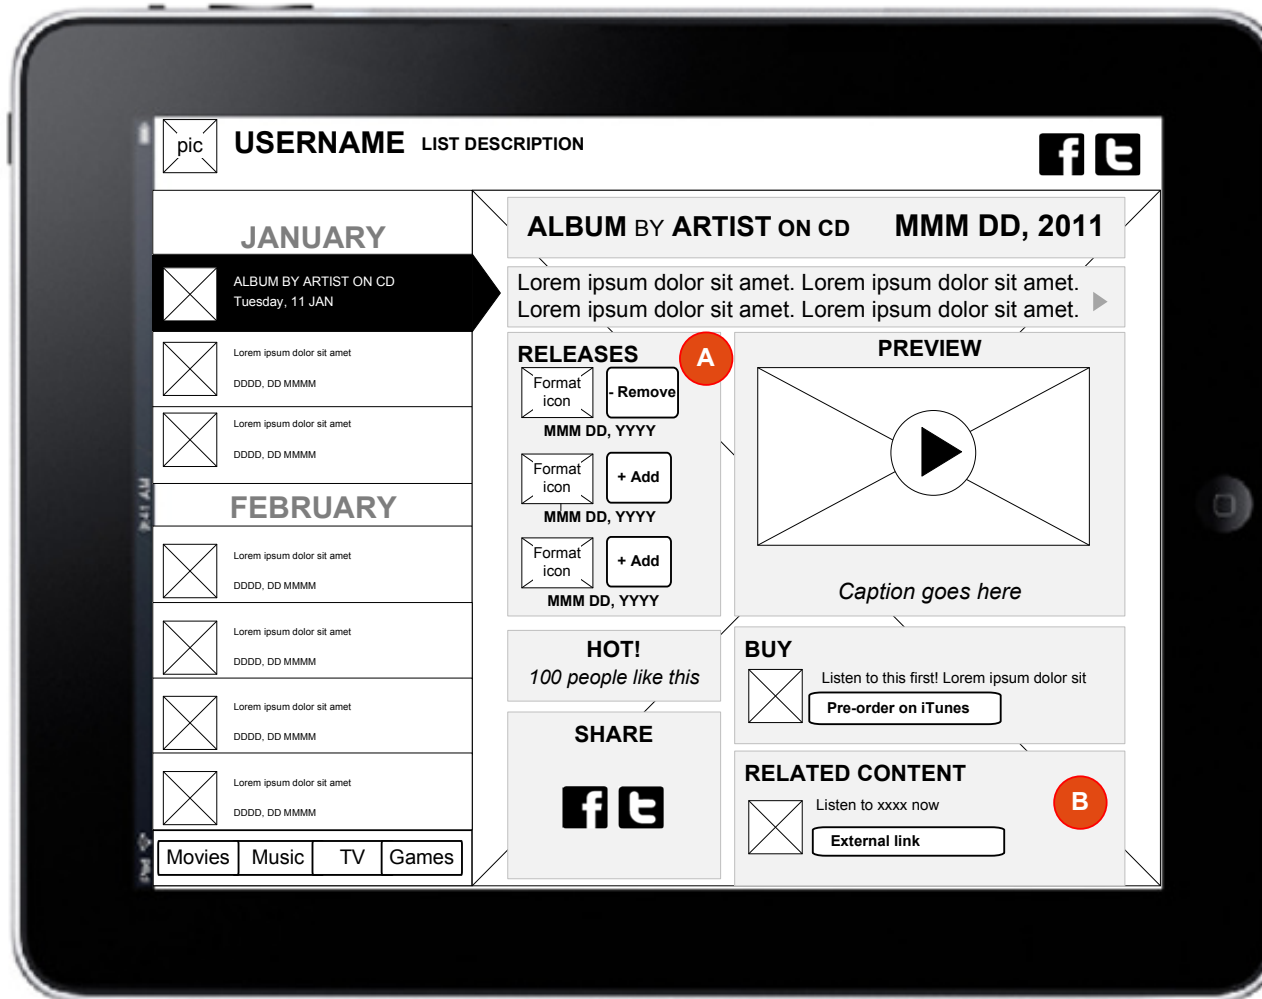 pic
USERNAME LIST DESCRIPTION
JANUARY
ALBUM BY ARTIST ON CD
Tuesday, 11 JAN
Lorem ipsum dolor sit amet
DDDD, DD MMMM
Lorem ipsum dolor sit amet
DDDD, DD MMMM
FEBRUARY
Lorem ipsum dolor sit amet
DDDD, DD MMMM
Lorem ipsum dolor sit amet
DDDD, DD MMMM
Lorem ipsum dolor sit amet
DDDD, DD MMMM
Lorem ipsum dolor sit amet
DDDD, DD MMMM
Movies Music TV Games
ALBUM BY ARTIST ON CD MMM DD, 2011
Lorem ipsum dolor sit amet. Lorem ipsum dolor sit amet.
Lorem ipsum dolor sit amet. Lorem ipsum dolor sit amet.
RELEASES
A
Format
icon
- Remove
MMM DD, YYYY
Format
icon
+ Add
MMM DD, YYYY
Format
icon
+ Add
MMM DD, YYYY
PREVIEW
Caption goes here
HOT!
100 people like this
SHARE
BUY
Listen to this first! Lorem ipsum dolor sit
Pre-order on iTunes
RELATED CONTENT
B
Listen to xxxx now
External link
9:41 AM
iPad